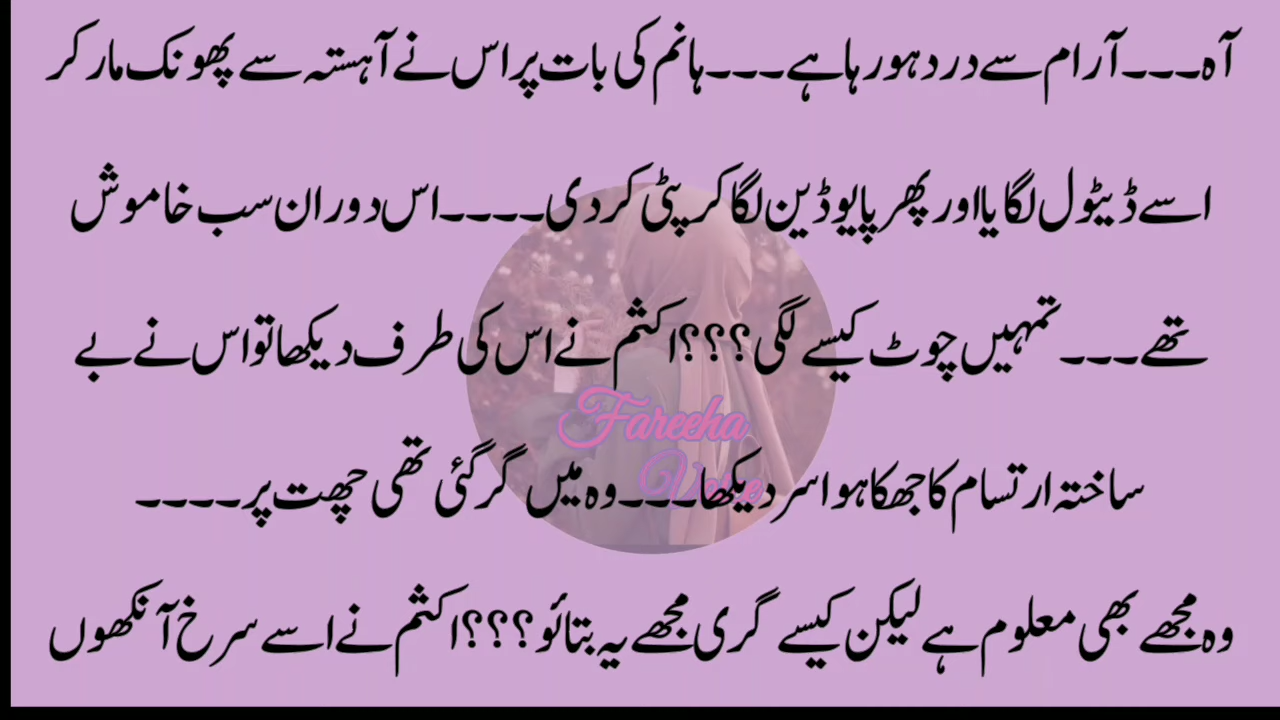 آہ۔۔۔آرام سے درد ہو رہا ہے۔۔۔ہانم کی بات پر اس نے آہستہ سے پھونک مار کر
اسے ڈیٹول لگایا اور پھر پایوڈین لگا کر پٹی کر دی۔۔۔۔اس دوران سب خاموش
تھے۔۔۔ تمہیں چوٹ کیسے لگی؟؟؟اکثم نے اس کی طرف دیکھا تو اس نے بے
Fareeha
ساختہ ارتسام کا جھکا ہوا سر دیکھا۔۔۔وہ میں گر گئی تھی چھت پر۔۔۔۔
وہ مجھے بھی معلوم ہے لیکن کیسے گری مجھے یہ بتائو؟؟؟اکثم نے اسے سرخ آنکھوں